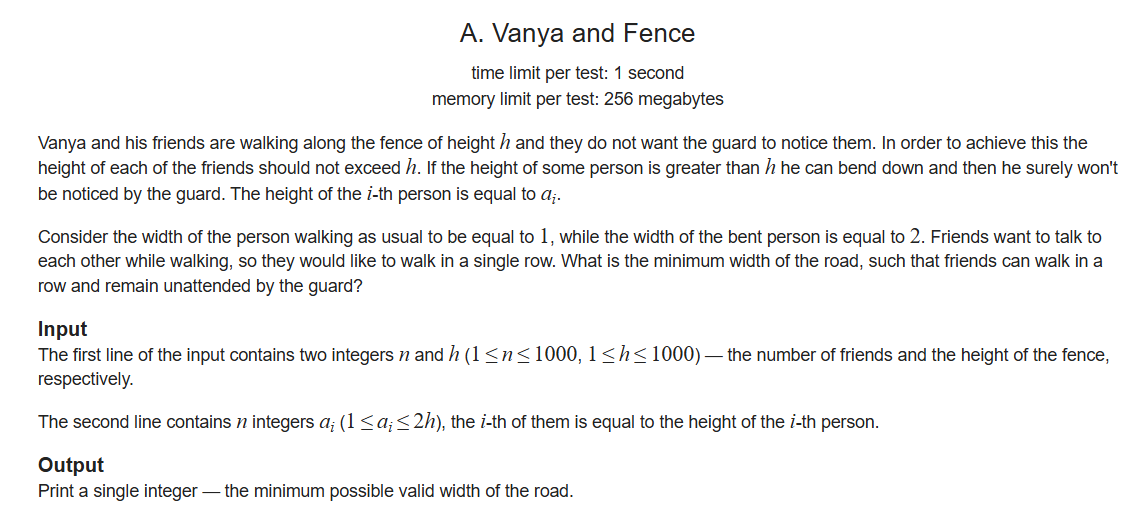 A. Vanya and Fence
time limit per test: 1 second
memory limit per test: 256 megabytes
Vanya and his friends are walking along the fence of height h and they do not want the guard to notice them. In order to achieve this the
height of each of the friends should not exceed h. If the height of some person is greater than h he can bend down and then he surely won't
be noticed by the guard. The height of the i-th person is equal to aᵢ.
Consider the width of the person walking as usual to be equal to 1, while the width of the bent person is equal to 2. Friends want to talk to
each other while walking, so they would like to walk in a single row. What is the minimum width of the road, such that friends can walk in a
row and remain unattended by the guard?
Input
The first line of the input contains two integers n and h (1 ≤ n ≤ 1000, 1 ≤ h ≤ 1000) — the number of friends and the height of the fence,
respectively.
The second line contains n integers aᵢ (1 ≤ aᵢ ≤ 2h), the i-th of them is equal to the height of the i-th person.
Output
Print a single integer — the minimum possible valid width of the road.